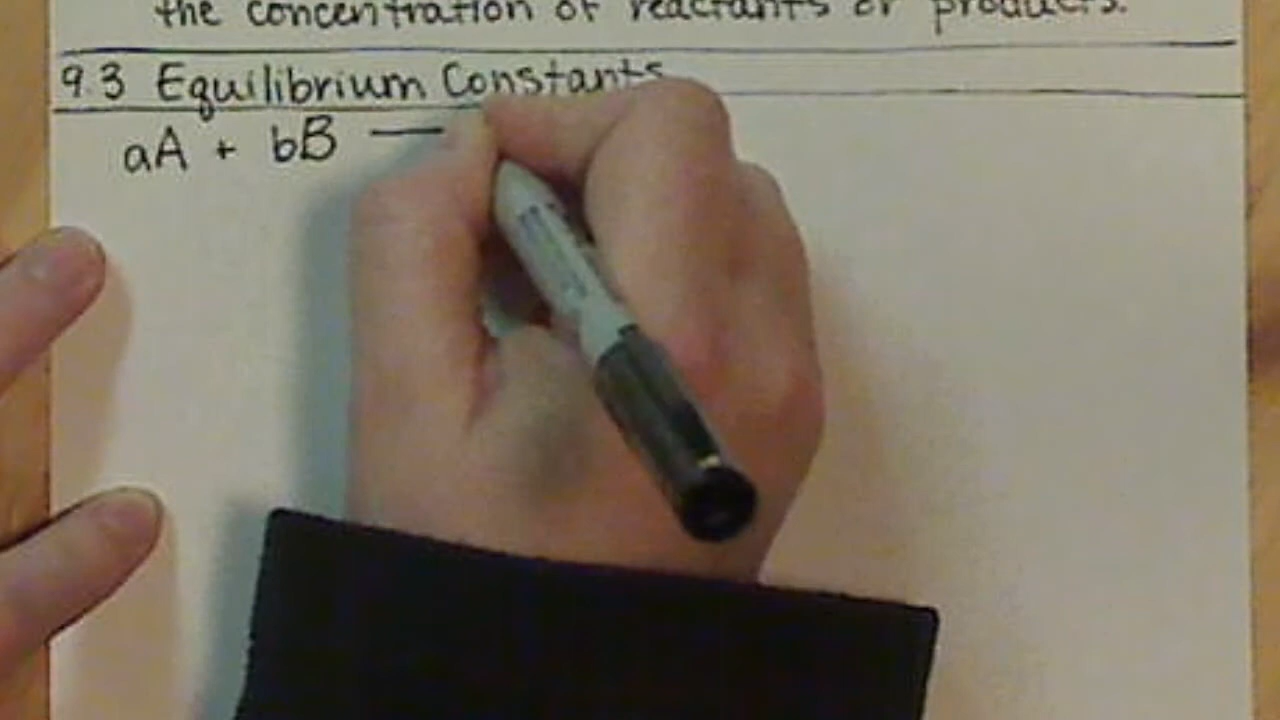 the concentration of reactants or products.
9.3 Equilibrium Constants
aA + bB —